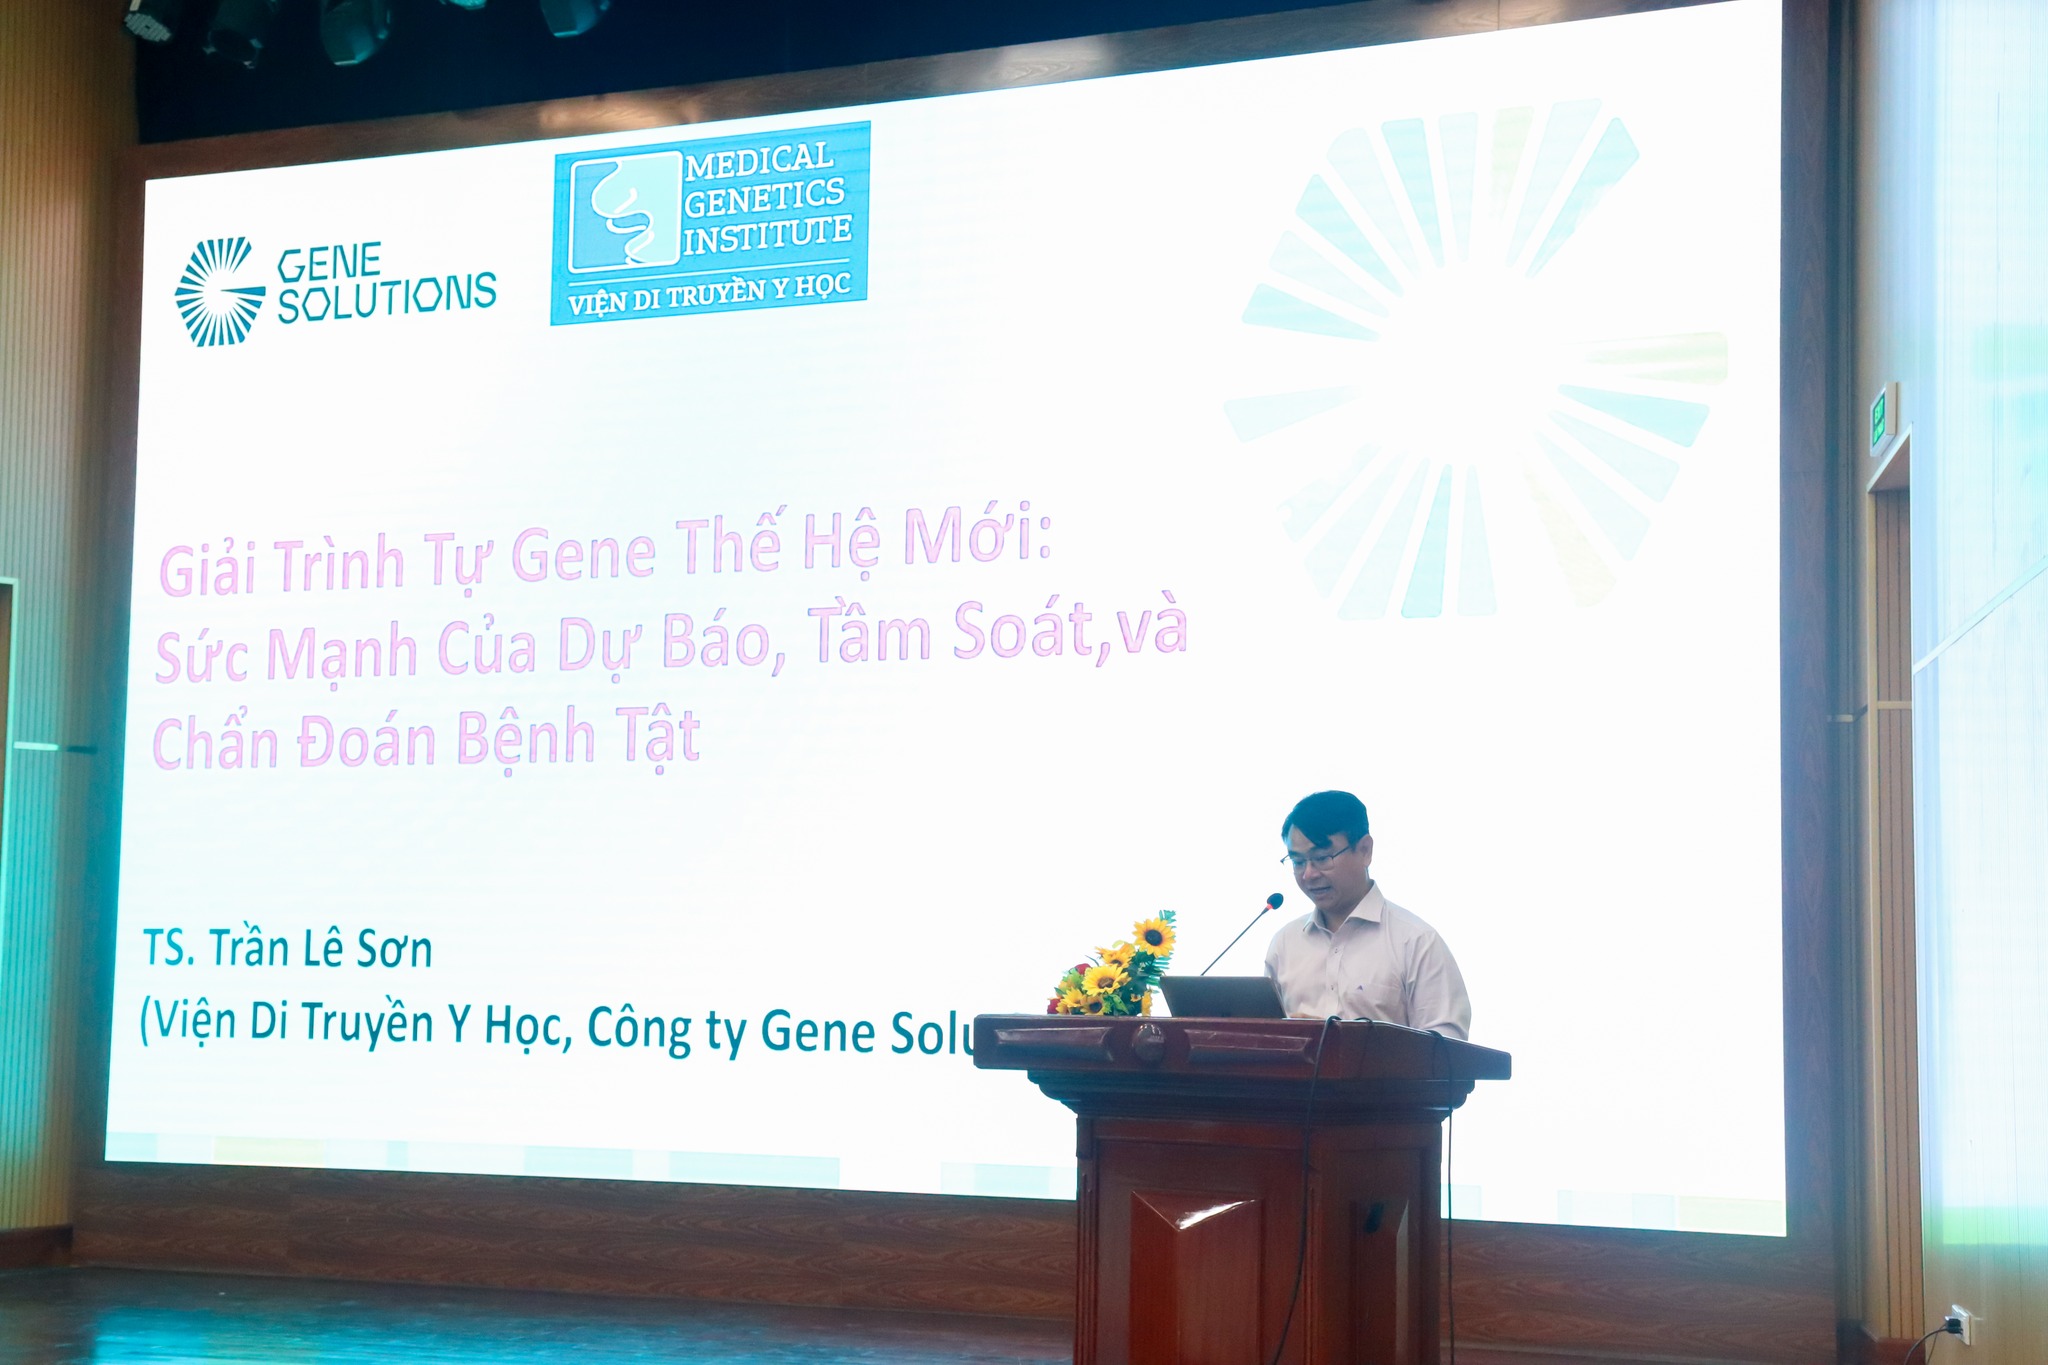 GENE
SOLUTIONS
MEDICAL
GENETICS
INSTITUTE
VIỆN DI TRUYỀN Y HỌC
Giải Trình Tự Gene Thế Hệ Mới:
Sức Mạnh Của Dự Báo, Tầm Soát,và
Chẩn Đoán Bệnh Tật
TS. Trần Lê Sơn
(Viện Di Truyền Y Học, Công ty Gene Solu